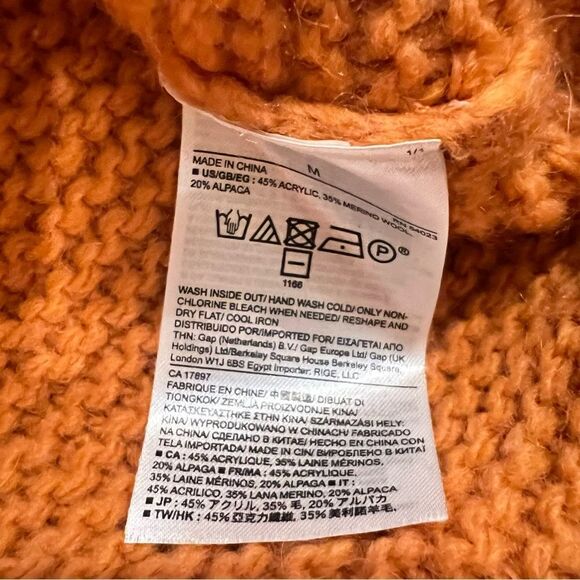 1/1
M
MADE IN CHINA
RN 54023
■ US/GB/EG : 45% ACRYLIC, 35% MERINO WOOL,
20% ALPACA
P ®
1166
WASH INSIDE OUT/ HAND WASH COLD/ ONLY NON-
CHLORINE BLEACH WHEN NEEDED/ RESHAPE AND
DRY FLAT/ COOL IRON
DISTRIBUIDO POR/IMPORTED FOR/ ΕΙΣΑΓΕΤΑΙ ΑΠΟ
ΤΗΝ: Gap (Netherlands) B.V./ Gap Europe Ltd/ Gap (UK
Holdings) Ltd/Berkeley Square House Berkeley Square,
London W1J 6BS Egypt Importer: RIGE, LLC
CA 17897
FABRIQUÉ EN CHINE/ 中國製造/ DIBUAT DI
TIONGKOK/ ZEMLJA PROIZVODNJE KINA/
ΚΑΤΑΣΚΕΥΑΣΤΗΚΕ ΣΤΗΝ ΚΙΝΑ/ SZÁRMAZÁSI HELY:
KÍNA/ WYPRODUKOWANO W CHINACH/ FABRICADO
NA CHINA/ СДЕЛАНО В КИТАЕ/ HECHO EN CHINA CON
TELA IMPORTADA/ MADE IN CIN/ ВИРОБЛЕНО В КИТАЇ
■ CA : 45% ACRYLIQUE, 35% LAINE MÉRINOS,
20% ALPAGA ■ FR/MA : 45% ACRYLIQUE,
35% LAINE MÉRINOS, 20% ALPAGA ■ IT :
45% ACRILICO, 35% LANA MERINO, 20% ALPACA
■ JP : 45% アクリル, 35% 毛, 20% アルパカ
■ TW/HK : 45% 亞克力纖維, 35% 美利諾羊毛,